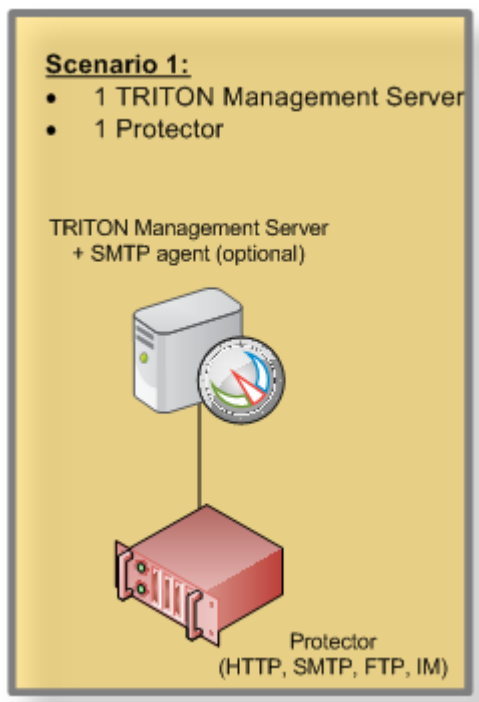 Scenario 1:
• 1 TRITON Management Server
• 1 Protector
TRITON Management Server
+ SMTP agent (optional)
Protector
(HTTP, SMTP, FTP, IM)